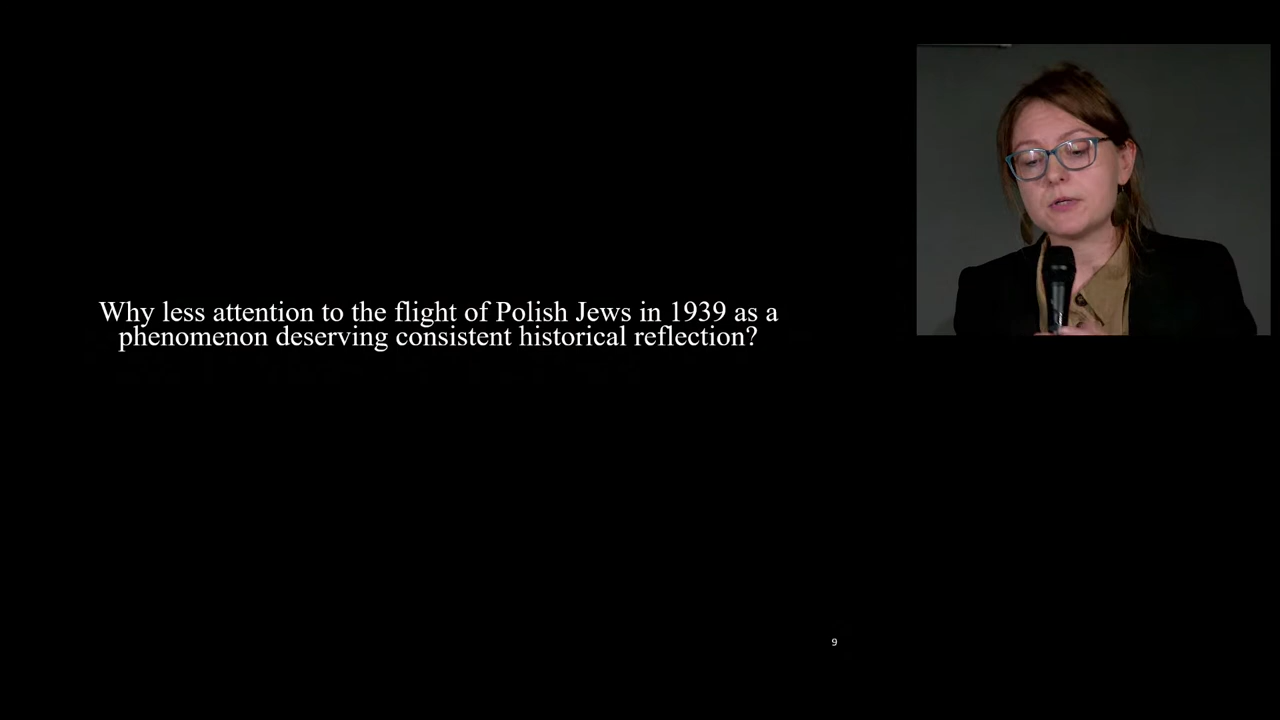 Why less attention to the flight of Polish Jews in 1939 as a
phenomenon deserving consistent historical reflection?
9